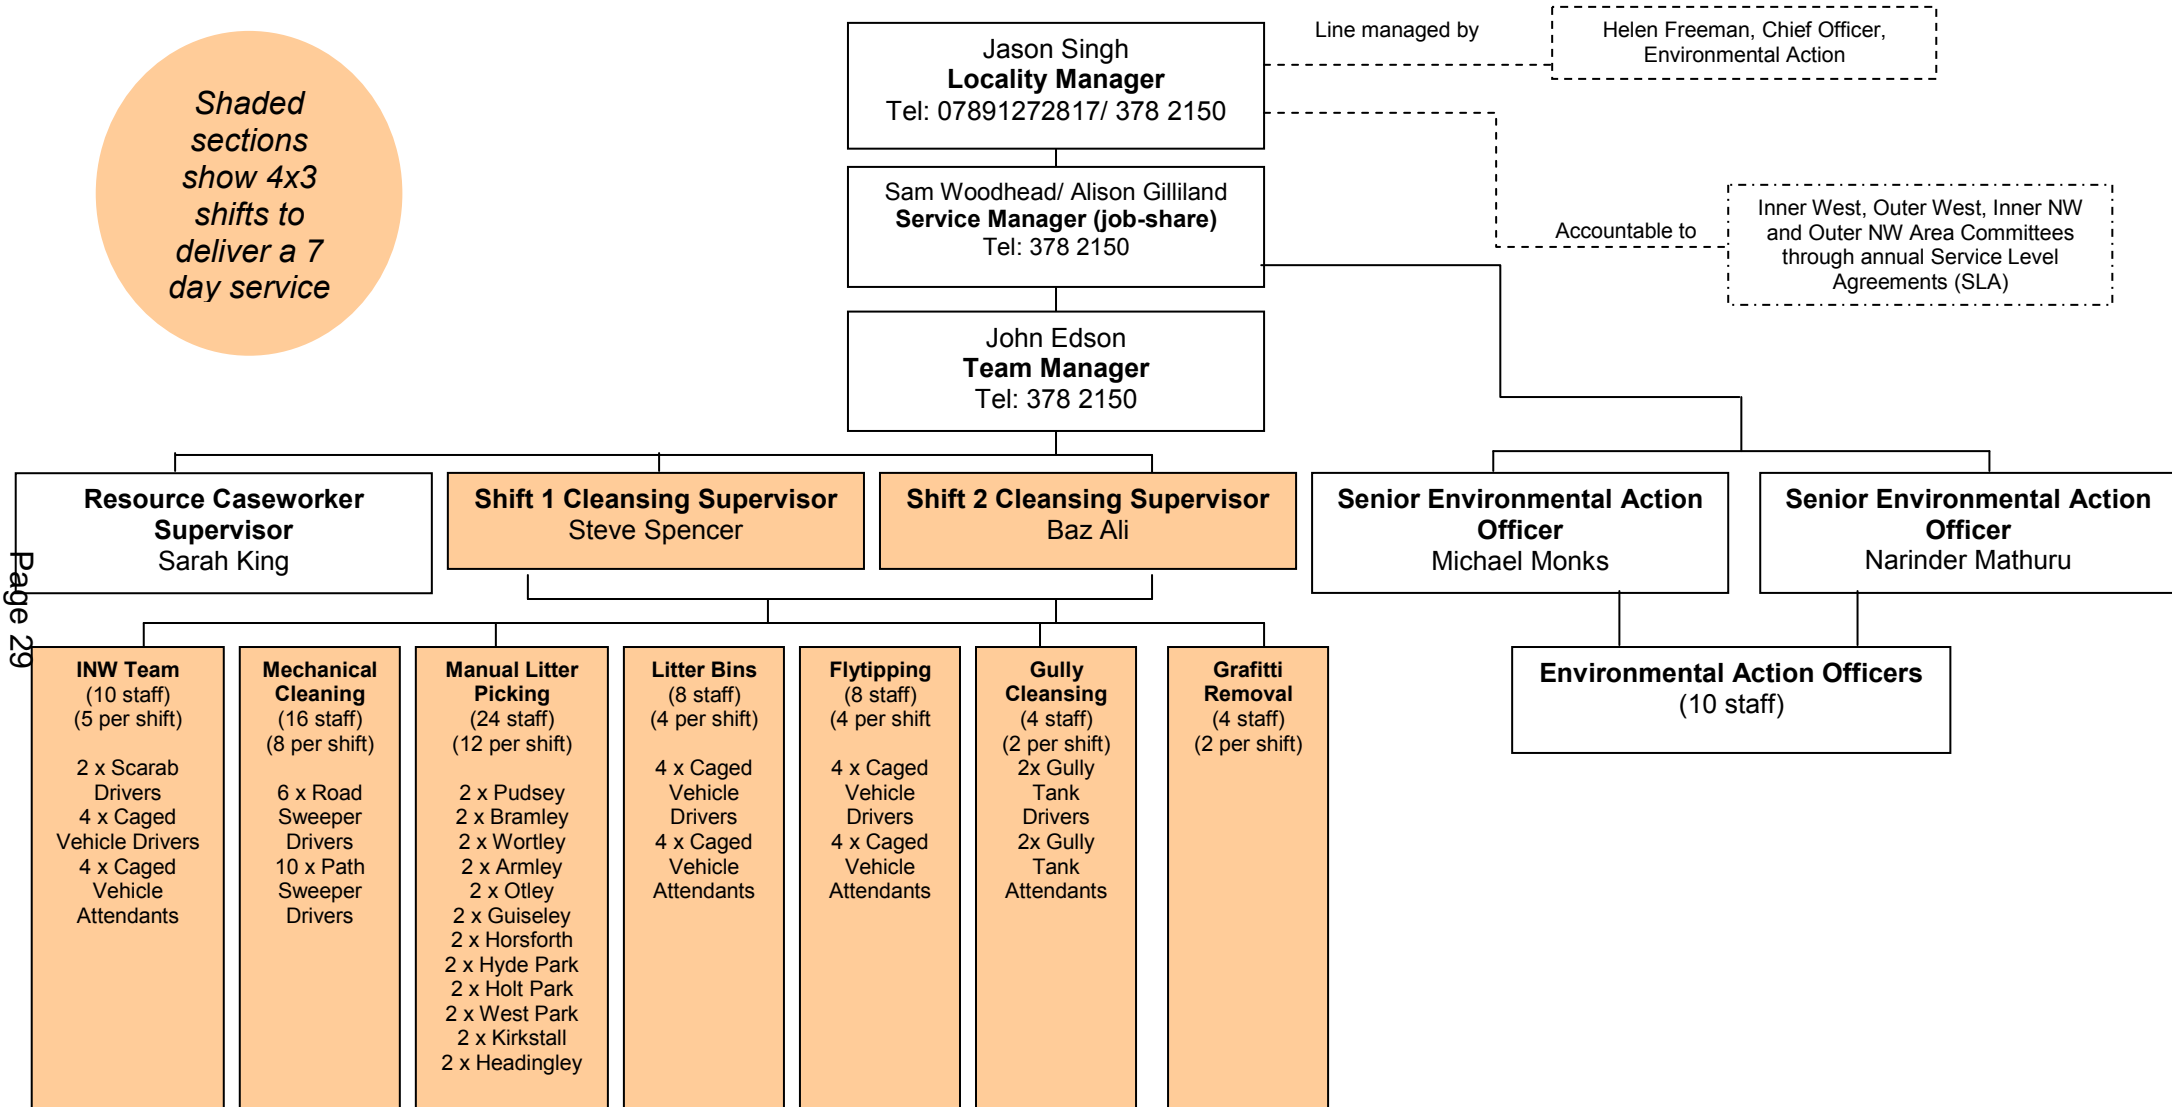 Shaded
sections
show 4x3
shifts to
deliver a 7
day service
Jason Singh
Locality Manager
Tel: 07891272817/ 378 2150
Line managed by
Helen Freeman, Chief Officer,
Environmental Action
Sam Woodhead/ Alison Gilliland
Service Manager (job-share)
Tel: 378 2150
Accountable to
Inner West, Outer West, Inner NW
and Outer NW Area Committees
through annual Service Level
Agreements (SLA)
John Edson
Team Manager
Tel: 378 2150
Resource Caseworker
Supervisor
Sarah King
Shift 1 Cleansing Supervisor
Steve Spencer
Shift 2 Cleansing Supervisor
Baz Ali
Senior Environmental Action
Officer
Michael Monks
Senior Environmental Action
Officer
Narinder Mathuru
Page 29
INW Team
(10 staff)
(5 per shift)
2 x Scarab
Drivers
4 x Caged
Vehicle Drivers
4 x Caged
Vehicle
Attendants
Mechanical
Cleaning
(16 staff)
(8 per shift)
6 x Road
Sweeper
Drivers
10 x Path
Sweeper
Drivers
Manual Litter
Picking
(24 staff)
(12 per shift)
2 x Pudsey
2 x Bramley
2 x Wortley
2 x Armley
2 x Otley
2 x Guiseley
2 x Horsforth
2 x Hyde Park
2 x Holt Park
2 x West Park
2 x Kirkstall
2 x Headingley
Litter Bins
(8 staff)
(4 per shift)
4 x Caged
Vehicle
Drivers
4 x Caged
Vehicle
Attendants
Flytipping
(8 staff)
(4 per shift
4 x Caged
Vehicle
Drivers
4 x Caged
Vehicle
Attendants
Gully
Cleansing
(4 staff)
(2 per shift)
2x Gully
Tank
Drivers
2x Gully
Tank
Attendants
Grafitti
Removal
(4 staff)
(2 per shift)
Environmental Action Officers
(10 staff)